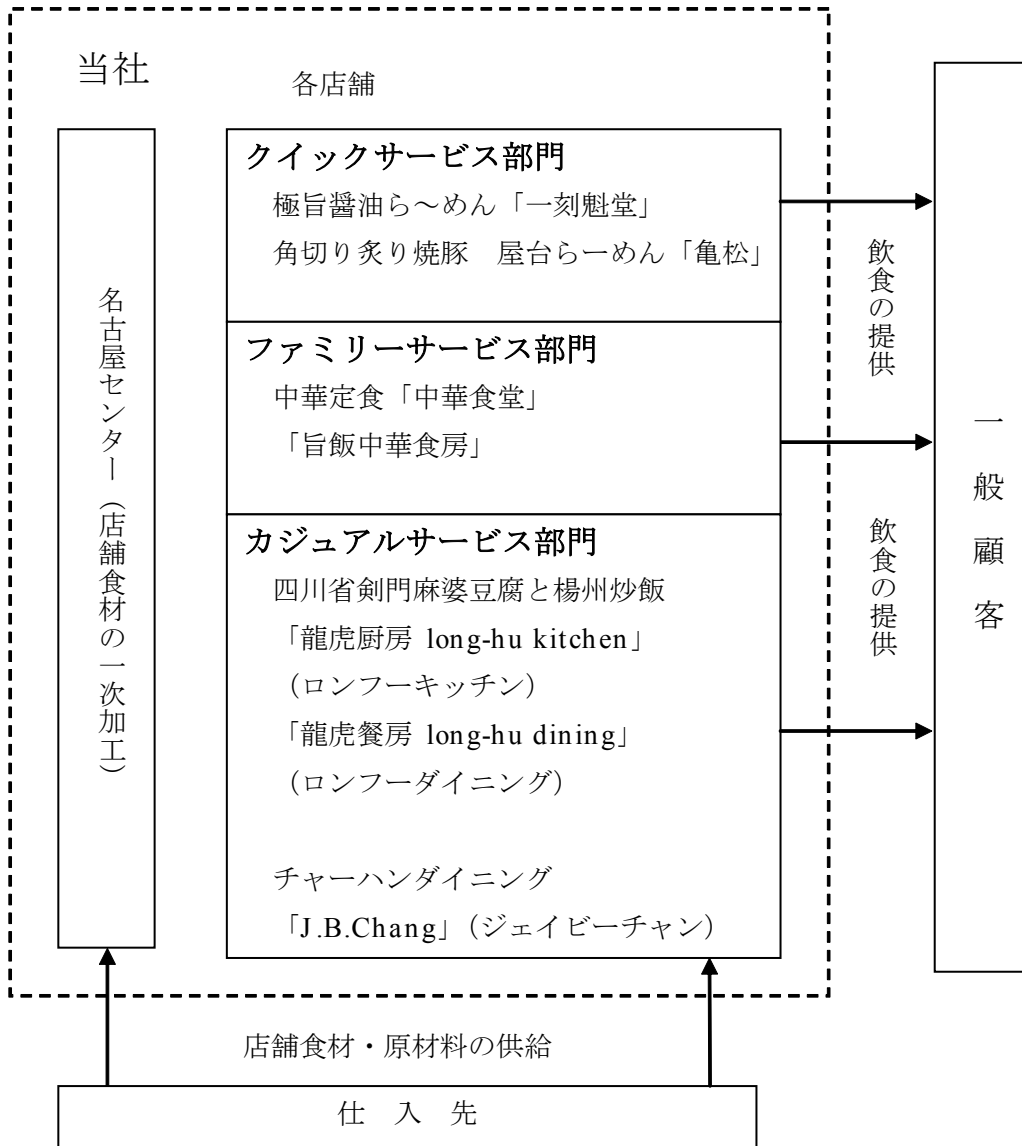 当社
各店舗
名古屋センター（店舗食材の一次加工）
クイックサービス部門
極旨醤油ら～めん「一刻魁堂」
角切り炙り焼豚　屋台らーめん「亀松」
ファミリーサービス部門
中華定食「中華食堂」
「旨飯中華食房」
カジュアルサービス部門
四川省剣門麻婆豆腐と楊州炒飯
「龍虎厨房 long-hu kitchen」
（ロンフーキッチン）
「龍虎餐房 long-hu dining」
（ロンフーダイニング）
チャーハンダイニング
「J.B.Chang」（ジェイビーチャン）
飲食の提供
飲食の提供
一般顧客
店舗食材・原材料の供給
仕入先